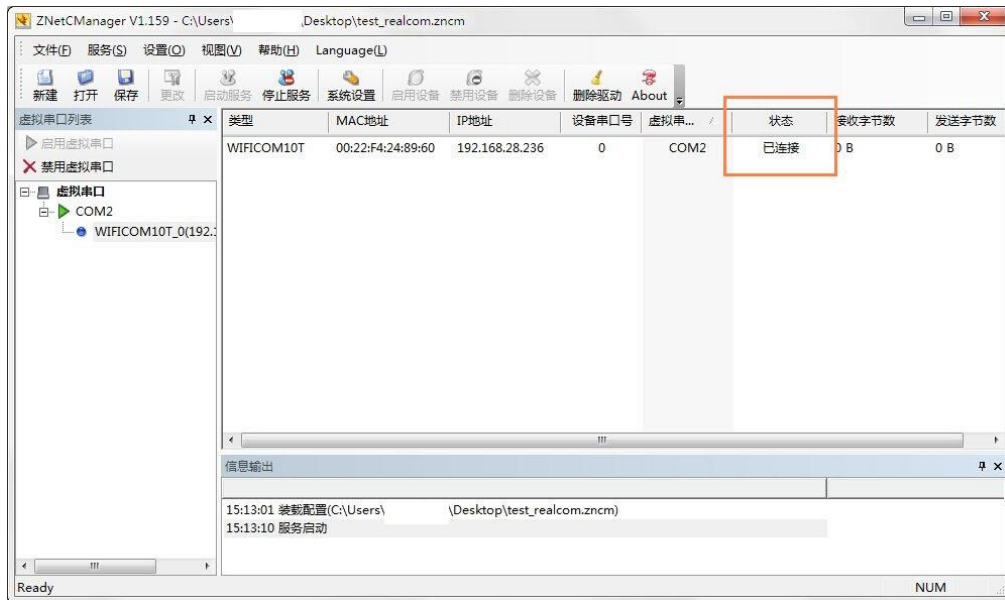 ZNetCManager V1.159 - C:\Users\ ,Desktop\test_realcom.zncm
文件(F) 服务(S) 设置(O) 视图(V) 帮助(H) Language(L)
新建 打开 保存 更改 启动服务 停止服务 系统设置 启用设备 禁用设备 删除设备 删除驱动 About
虚拟串口列表
启用虚拟串口
禁用虚拟串口
虚拟串口
COM2
WIFICOM10T_0(192.:
类型 MAC地址 IP地址 设备串口号 虚拟串... 状态 接收字节数 发送字节数
WIFICOM10T 00:22:F4:24:89:60 192.168.28.236 0 COM2 已连接 0 B 0 B
信息输出
15:13:01 装载配置(C:\Users\ \Desktop\test_realcom.zncm)
15:13:10 服务启动
Ready NUM